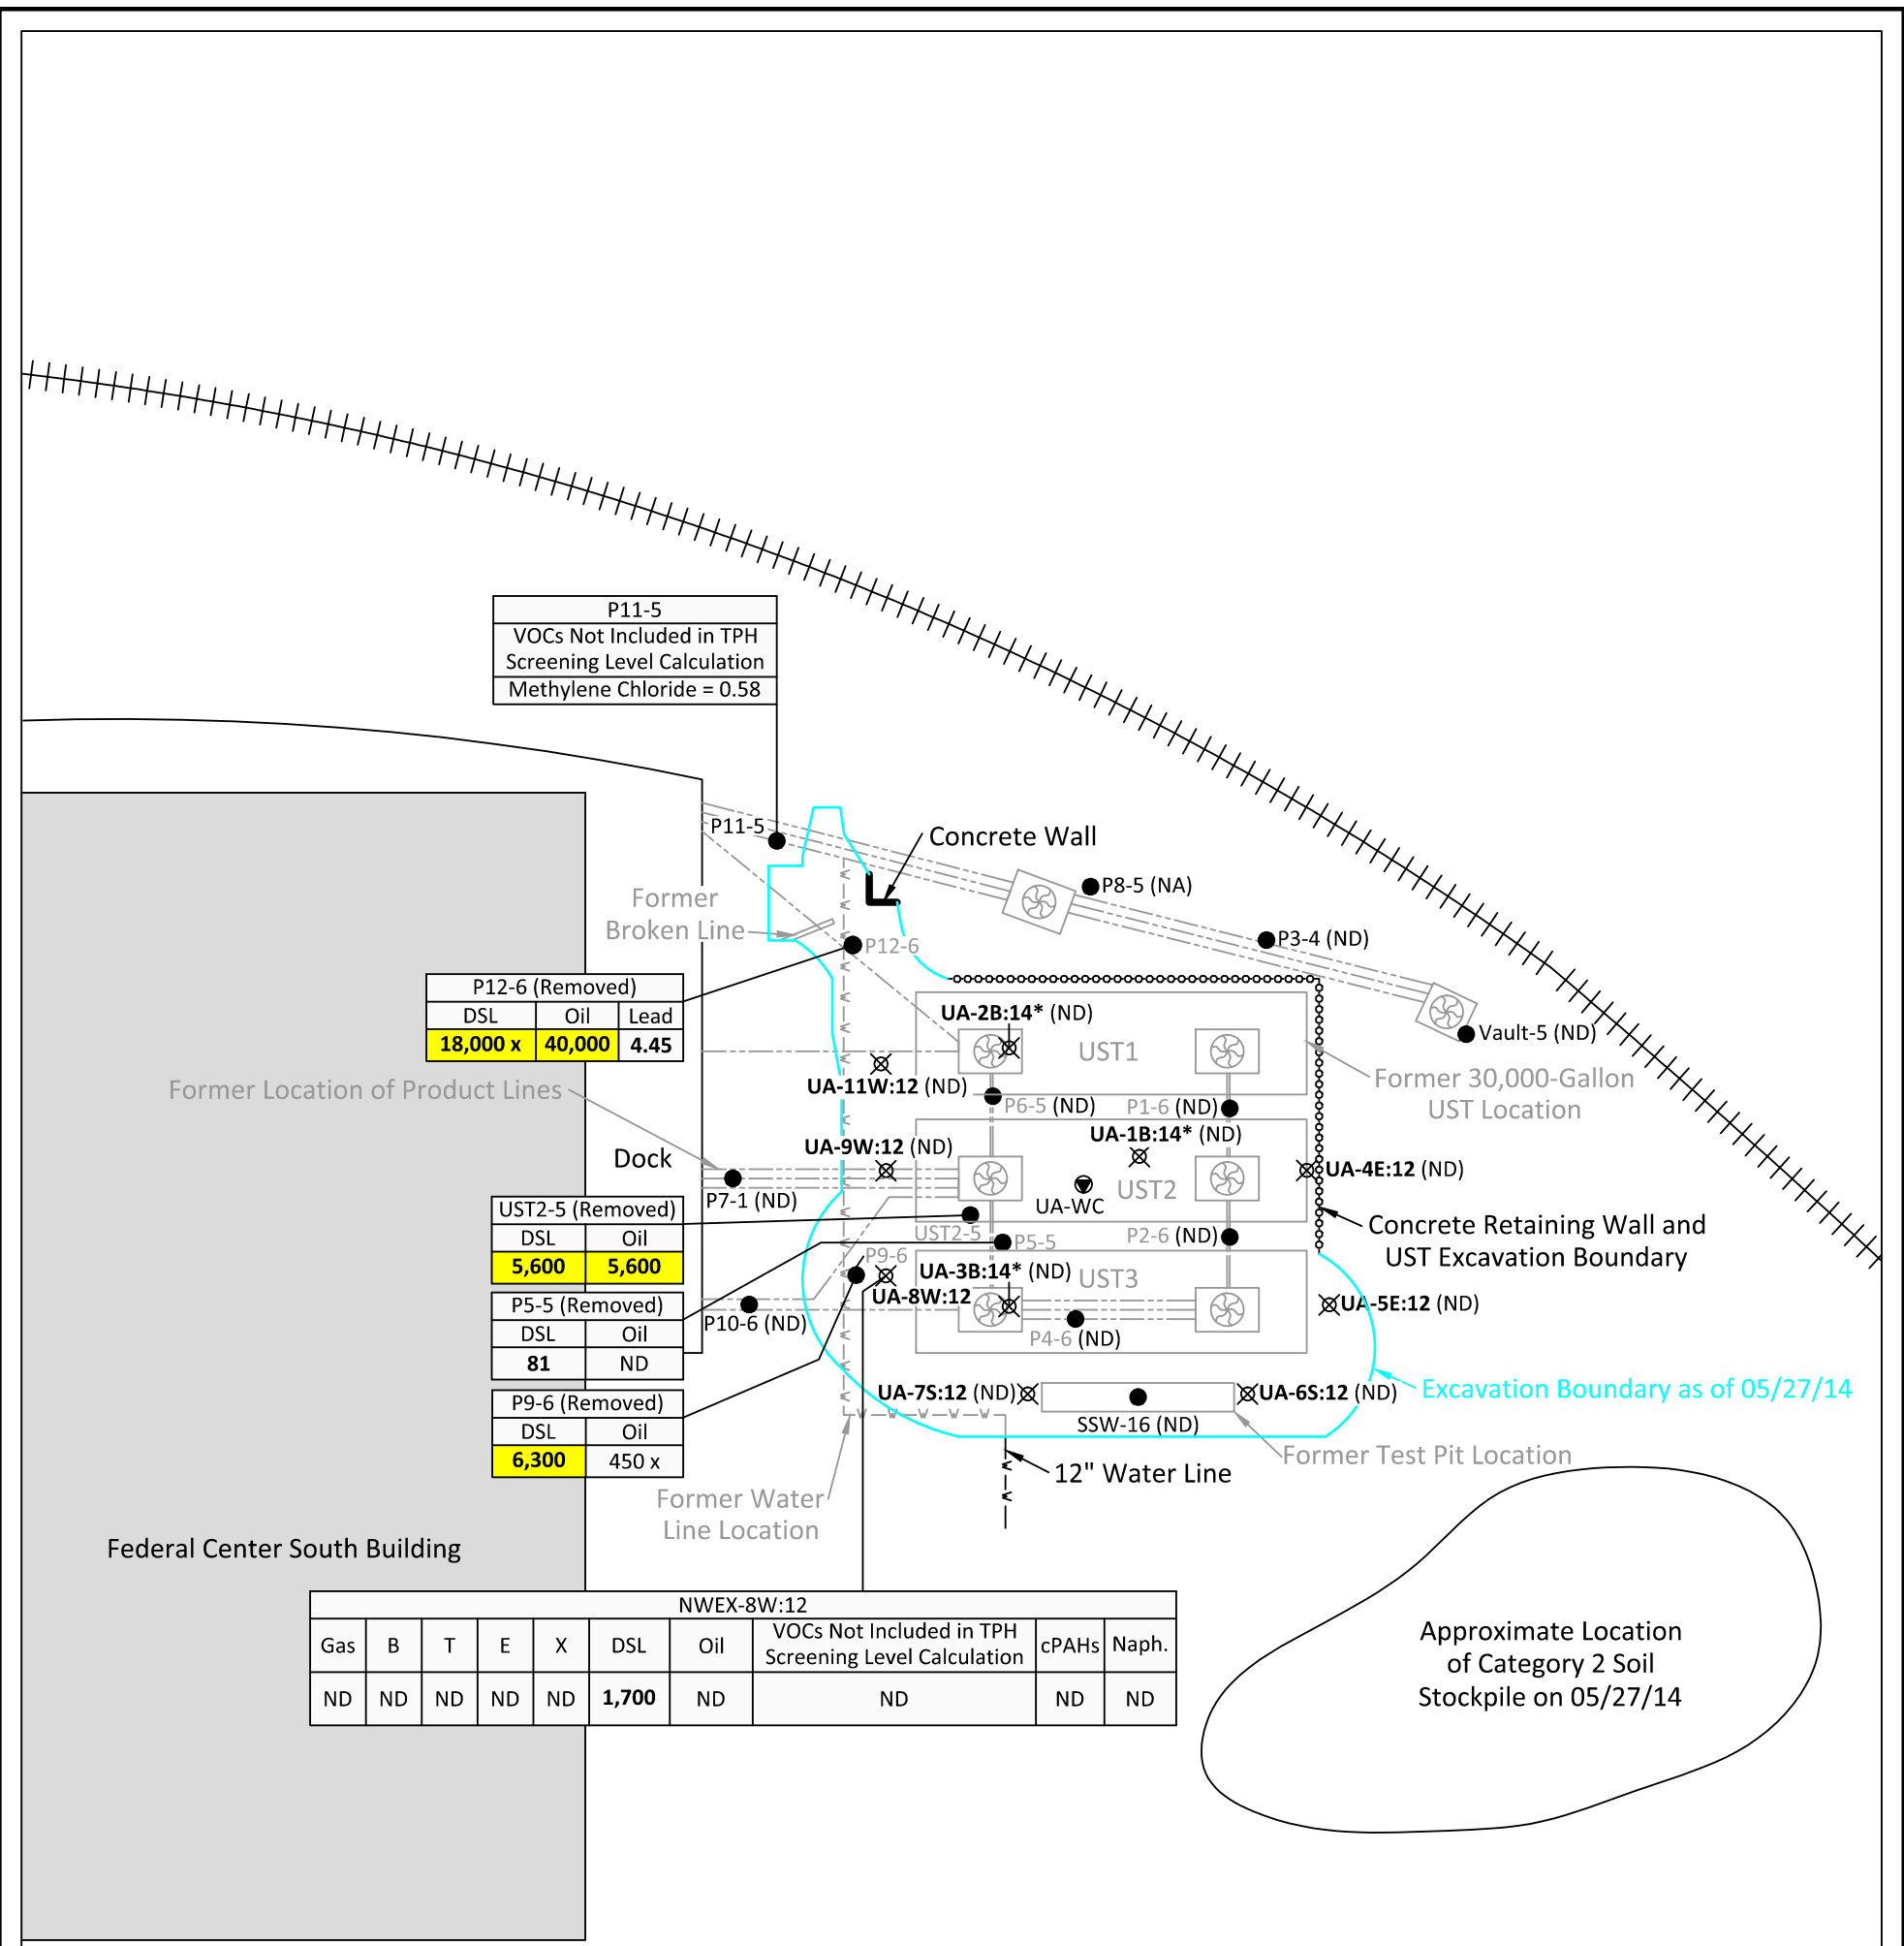 P11-5
VOCs Not Included in TPH
Screening Level Calculation
Methylene Chloride = 0.58
P11-5
Concrete Wall
P8-5 (NA)
Former
Broken Line
P12-6
P3-4 (ND)
P12-6 (Removed)
DSL Oil Lead
18,000 x 40,000 4.45
UA-2B:14* (ND)
UST1
Vault-5 (ND)
Former Location of Product Lines
UA-11W:12 (ND)
P6-5 (ND)
P1-6 (ND)
Former 30,000-Gallon
UST Location
UA-1B:14* (ND)
UA-9W:12 (ND)
Dock
UA-4E:12 (ND)
P7-1 (ND)
UA-WC
UST2
UST2-5 (Removed)
DSL Oil
5,600 5,600
UST2-5
P5-5
P2-6 (ND)
Concrete Retaining Wall and
UST Excavation Boundary
P9-6
UA-3B:14* (ND)
UST3
UA-8W:12
UA-5E:12 (ND)
P5-5 (Removed)
DSL Oil
81 ND
P10-6 (ND)
P4-6 (ND)
P9-6 (Removed)
DSL Oil
6,300 450 x
UA-7S:12 (ND)
UA-6S:12 (ND)
Excavation Boundary as of 05/27/14
SSW-16 (ND)
Former Test Pit Location
12" Water Line
Former Water
Line Location
Federal Center South Building
NWEX-8W:12
Gas B T E X DSL Oil VOCs Not Included in TPH
Screening Level Calculation cPAHs Naph.
ND ND ND ND ND 1,700 ND ND ND ND
Approximate Location
of Category 2 Soil
Stockpile on 05/27/14